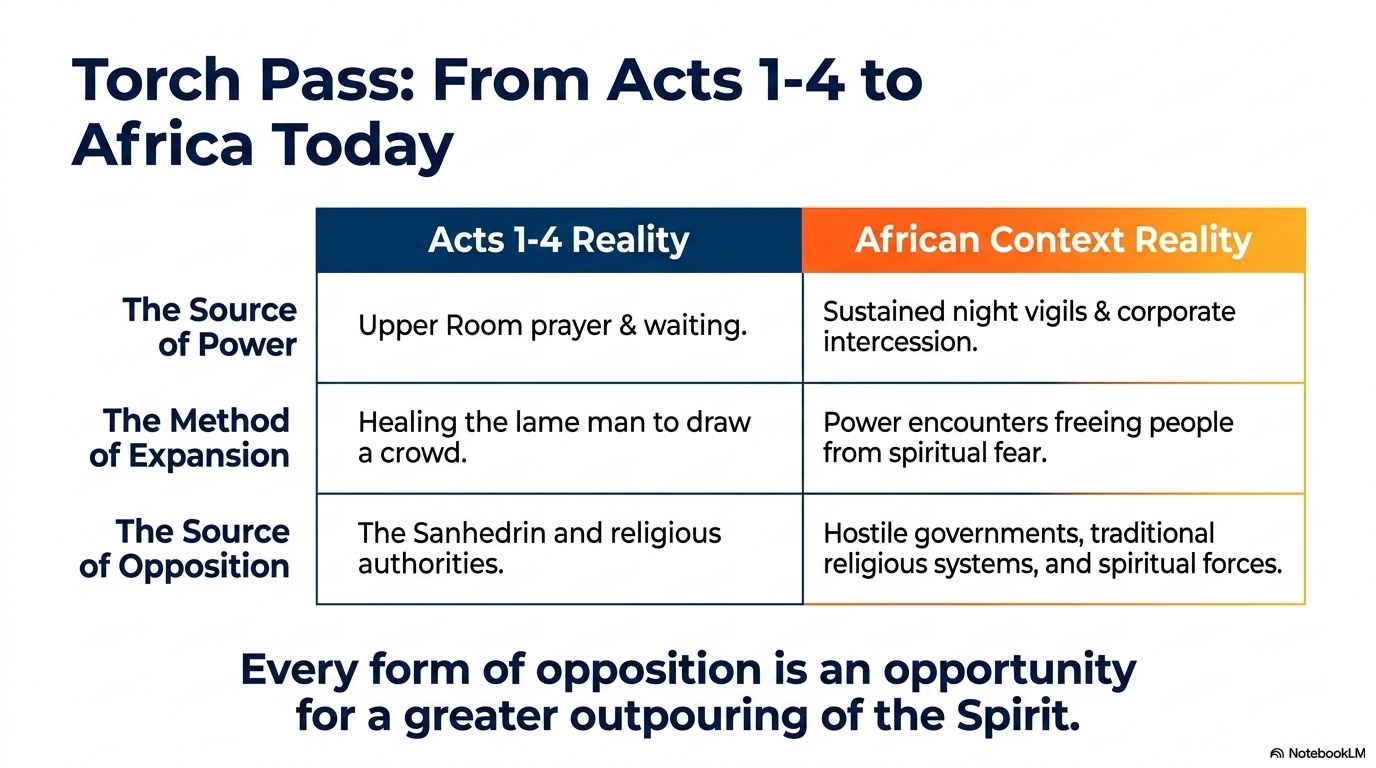 Torch Pass: From Acts 1-4 to
Africa Today
Acts 1-4 Reality
African Context Reality
The Source
of Power
Upper Room prayer & waiting.
Sustained night vigils & corporate
intercession.
The Method
of Expansion
Healing the lame man to draw
a crowd.
Power encounters freeing people
from spiritual fear.
The Source
of Opposition
The Sanhedrin and religious
authorities.
Hostile governments, traditional
religious systems, and spiritual forces.
Every form of opposition is an opportunity
for a greater outpouring of the Spirit.
NotebookLM